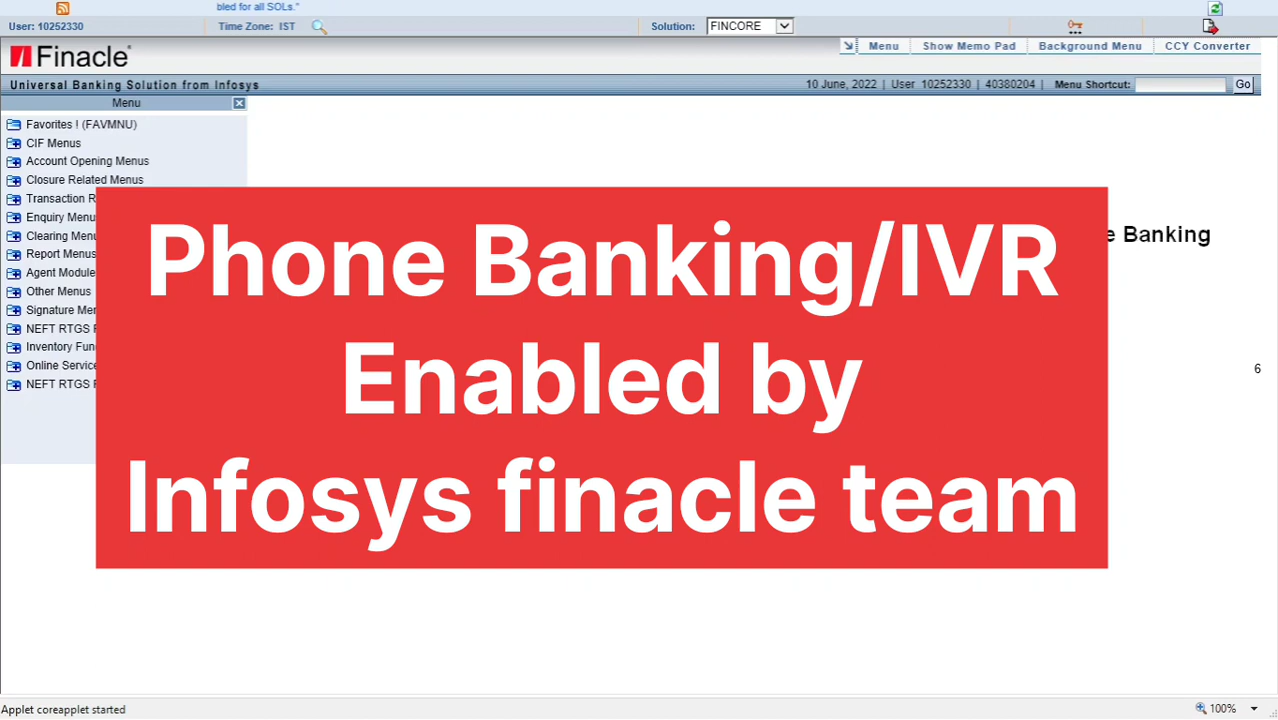 bled for all SOLs."
User: 10252330 Time Zone: IST Solution: FINCORE
Finacle
Menu Show Memo Pad Background Menu CCY Converter
Universal Banking Solution from Infosys 10 June, 2022 | User 10252330 | 40380204 | Menu Shortcut: Go
Menu
Favorites ! (FAVMNU)
CIF Menus
Account Opening Menus
Closure Related Menus
Transaction R
Enquiry Menu
Clearing Menu
Report Menus
Agent Module
Other Menus
Signature Men
NEFT RTGS
Inventory Fun
Online Service
NEFT RTGS
Phone Banking/IVR
Enabled by
Infosys finacle team
e Banking
6
Applet coreapplet started 100%